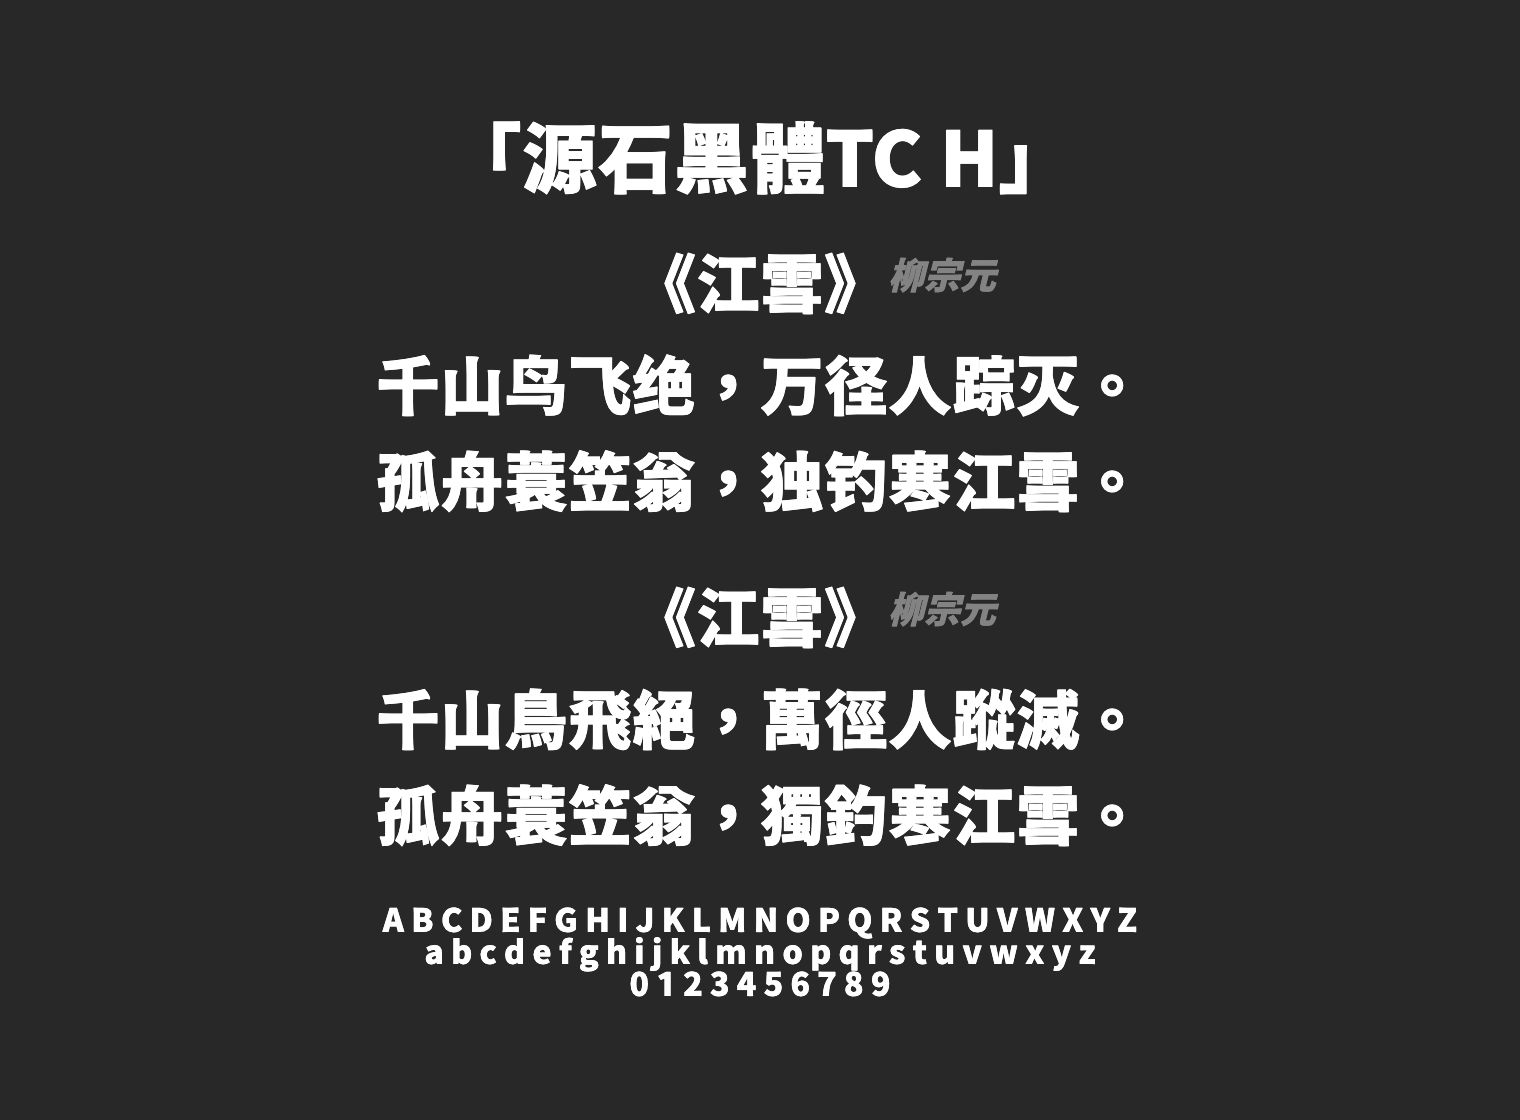 「源石黑體TC H」
《江雪》 柳宗元
千山鸟飞绝，万径人踪灭。
孤舟蓑笠翁，独钓寒江雪。
《江雪》 柳宗元
千山鳥飛絕，萬徑人蹤滅。
孤舟蓑笠翁，獨釣寒江雪。
ABCDEFGHIJKLMNOPQRSTUVWXYZ
abcdefghijklmnopqrstuvwxyz
0123456789